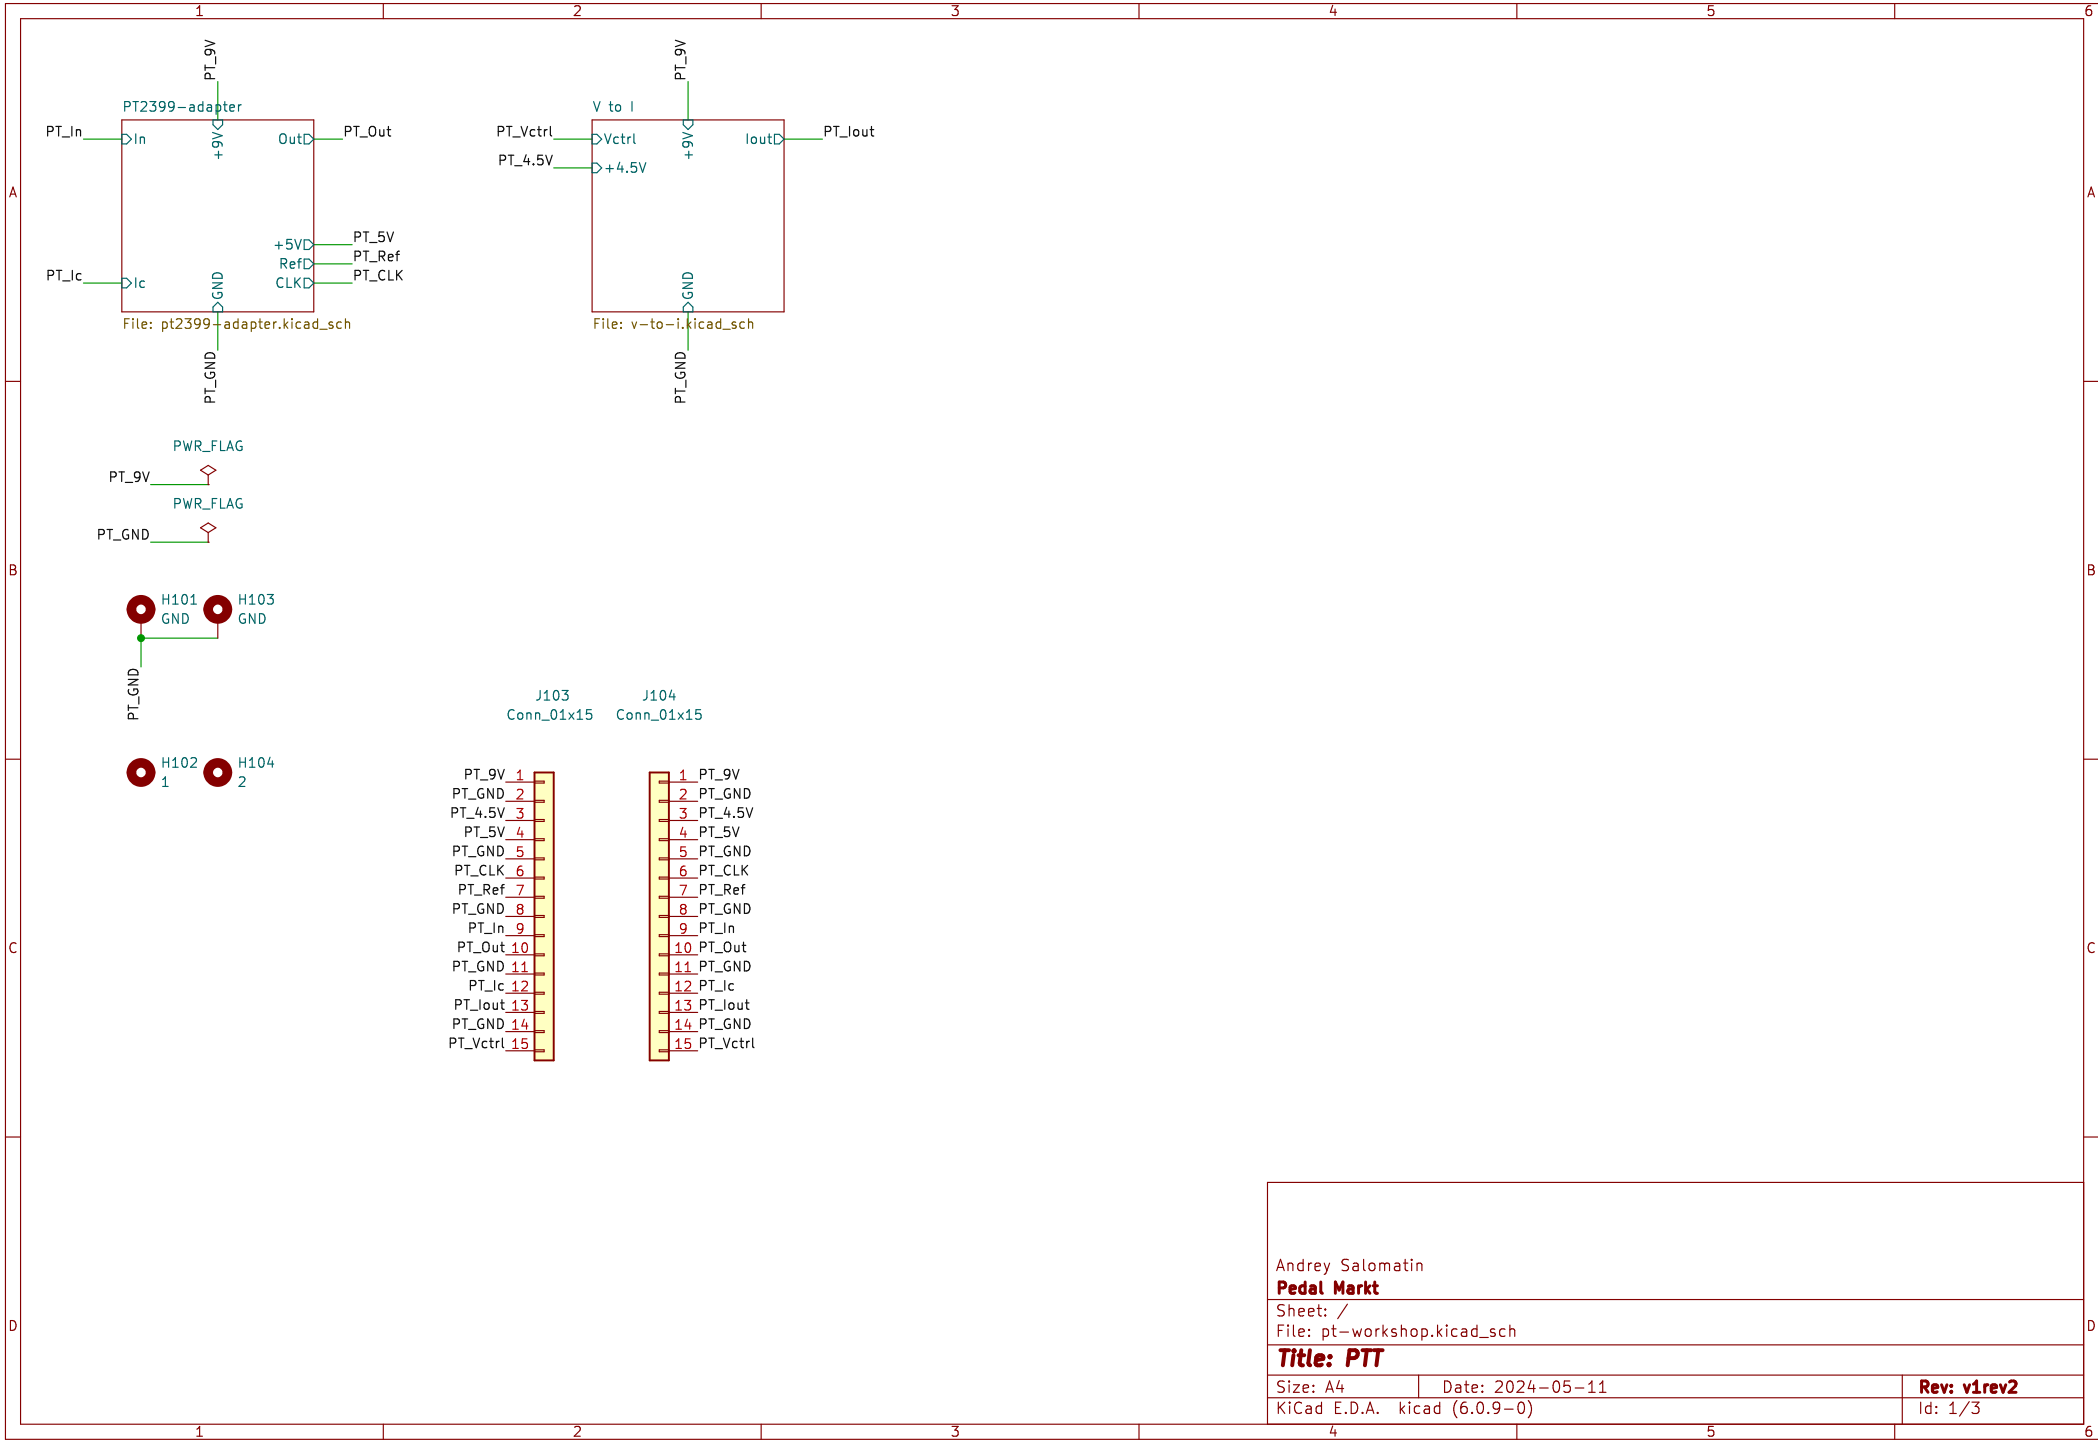 1 2 3 4 5 6
PT_9V
PT_9V
PT2399-adapter
V to I
PT_In
In
+9V
Out
PT_Out
PT_Vctrl
Vctrl
+9V
Iout
PT_Iout
PT_4.5V
+4.5V
A
A
+5V
PT_5V
Ref
PT_Ref
PT_Ic
Ic
GND
CLK
PT_CLK
GND
File: pt2399-adapter.kicad_sch
File: v-to-i.kicad_sch
PT_GND
PT_GND
PWR_FLAG
PT_9V
PWR_FLAG
PT_GND
B
B
H101
GND
H103
GND
PT_GND
H102
1
H104
2
J103
Conn_01x15
J104
Conn_01x15
PT_9V 1
PT_GND 2
PT_4.5V 3
PT_5V 4
PT_GND 5
PT_CLK 6
PT_Ref 7
PT_GND 8
PT_In 9
PT_Out 10
PT_GND 11
PT_Ic 12
PT_Iout 13
PT_GND 14
PT_Vctrl 15
1 PT_9V
2 PT_GND
3 PT_4.5V
4 PT_5V
5 PT_GND
6 PT_CLK
7 PT_Ref
8 PT_GND
9 PT_In
10 PT_Out
11 PT_GND
12 PT_Ic
13 PT_Iout
14 PT_GND
15 PT_Vctrl
C
C
D
D
Andrey Salomatin
Pedal Markt
Sheet: /
File: pt-workshop.kicad_sch
Title: PTT
Size: A4
Date: 2024-05-11
Rev: v1rev2
KiCad E.D.A. kicad (6.0.9-0)
Id: 1/3
1 2 3 4 5 6